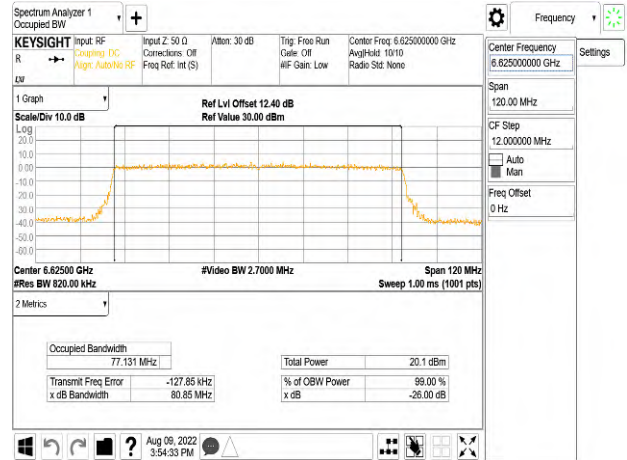 Spectrum Analyzer 1
Occupied BW
Frequency
KEYSIGHT
Input: RF
Coupling: DC
Align: Auto/No RF
Input Z: 50 Ω
Corrections: Off
Freq Ref: Int (S)
Atten: 30 dB
Trig: Free Run
Gate: Off
#IF Gain: Low
Center Freq: 6.625000000 GHz
Avg|Hold: 10/10
Radio Std: None
R
Center Frequency
6.625000000 GHz
Settings
Span
120.00 MHz
CF Step
12.000000 MHz
Auto
Man
Freq Offset
0 Hz
1 Graph
Ref Lvl Offset 12.40 dB
Scale/Div 10.0 dB
Ref Value 30.00 dBm
Log
20.0
10.0
0.00
-10.0
-20.0
-30.0
-40.0
-50.0
-60.0
Center 6.62500 GHz
#Video BW 2.7000 MHz
Span 120 MHz
#Res BW 820.00 kHz
Sweep 1.00 ms (1001 pts)
2 Metrics
Occupied Bandwidth
77.131 MHz
Total Power 20.1 dBm
Transmit Freq Error -127.85 kHz
% of OBW Power 99.00 %
x dB Bandwidth 80.85 MHz
x dB -26.00 dB
?
Aug 09, 2022
3:54:33 PM